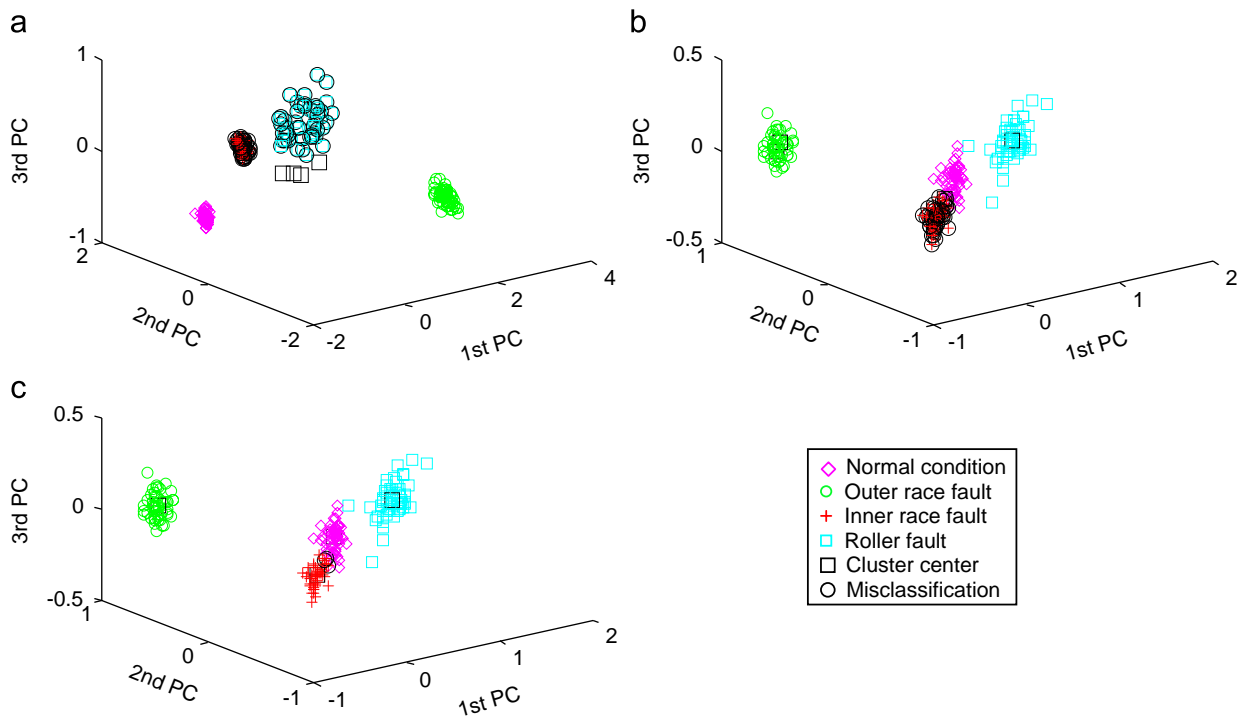 a
1
0
-1
3rd PC
2
0
-2
2nd PC
-2
0
2
4
1st PC
b
0.5
0
-0.5
3rd PC
1
0
-1
2nd PC
-1
0
1
2
1st PC
c
0.5
0
-0.5
3rd PC
1
0
-1
2nd PC
-1
0
1
2
1st PC
Normal condition
Outer race fault
Inner race fault
Roller fault
Cluster center
Misclassification